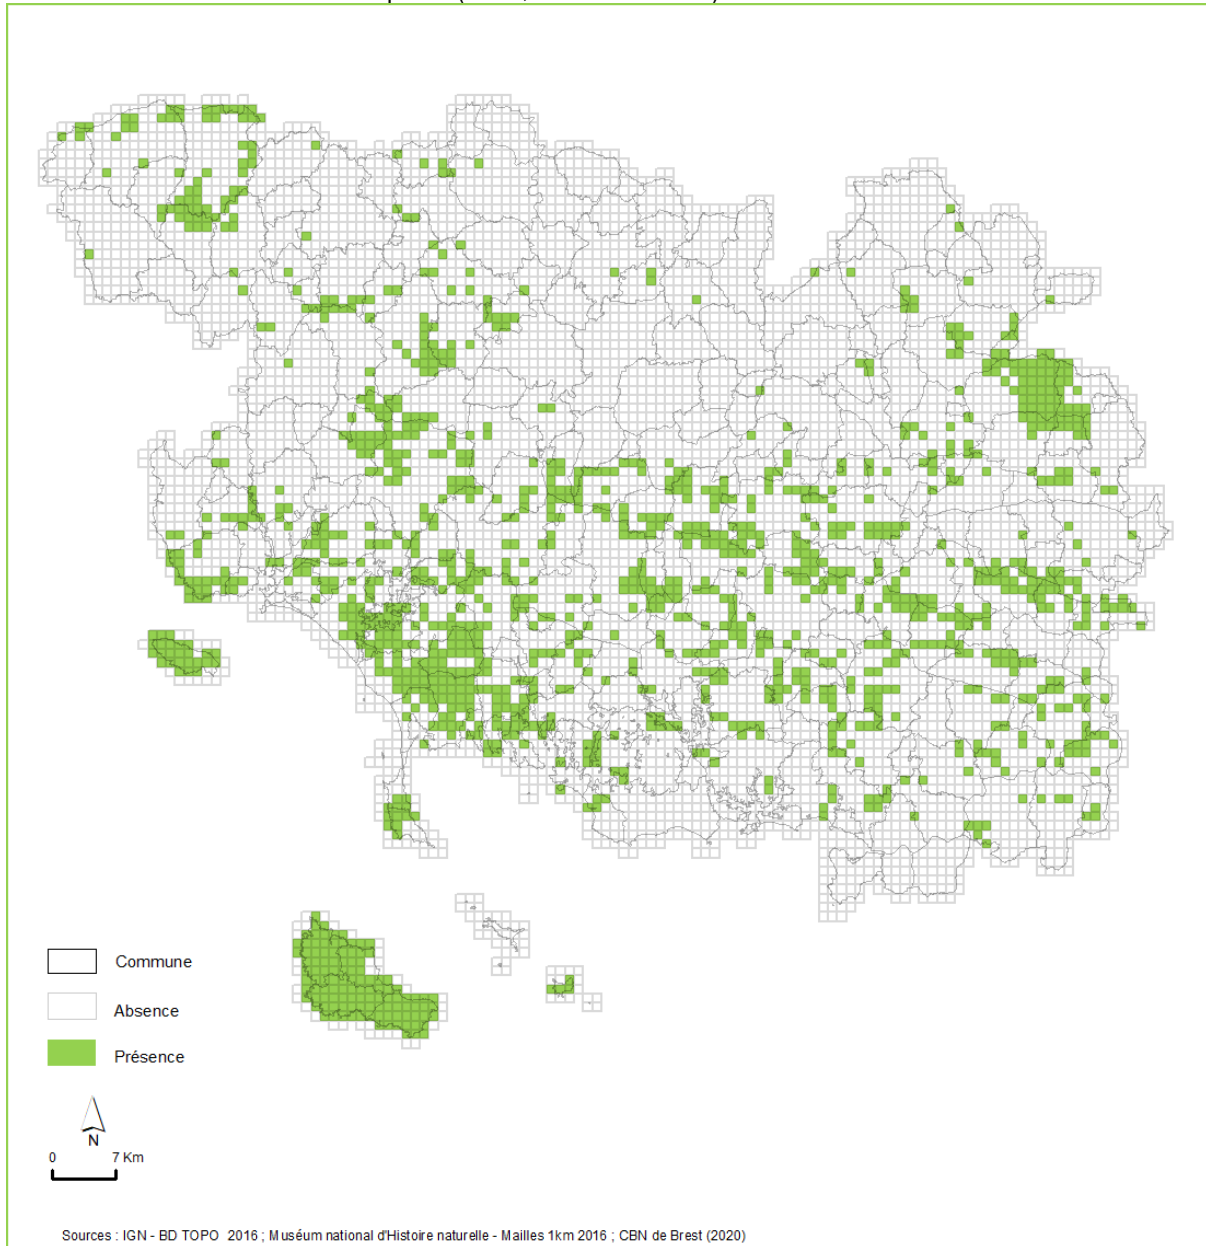 Commune
Absence
Présence
N
0 7 Km
Sources : IGN - BD TOPO 2016 ; Muséum national d'Histoire naturelle - Mailles 1km 2016 ; CBN de Brest (2020)